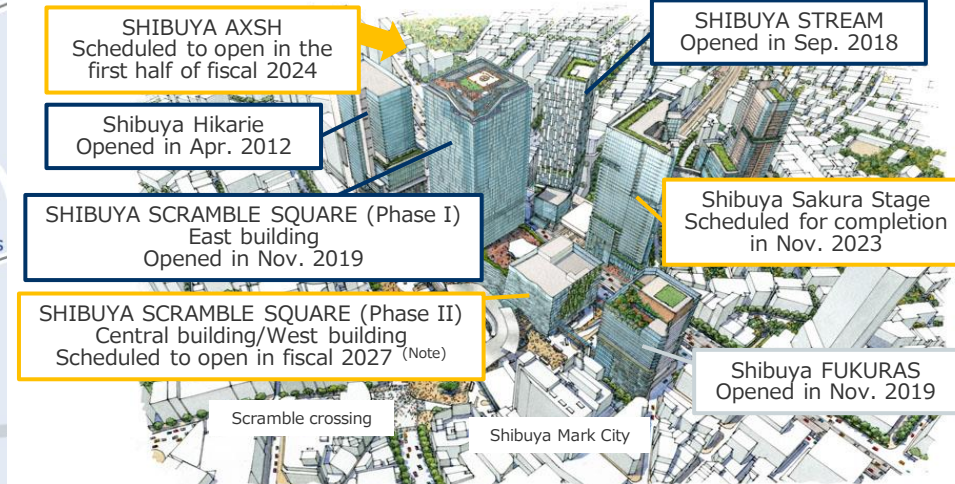 SHIBUYA AXSH
Scheduled to open in the
first half of fiscal 2024
SHIBUYA STREAM
Opened in Sep. 2018
Shibuya Hikarie
Opened in Apr. 2012
SHIBUYA SCRAMBLE SQUARE (Phase I)
East building
Opened in Nov. 2019
Shibuya Sakura Stage
Scheduled for completion
in Nov. 2023
SHIBUYA SCRAMBLE SQUARE (Phase II)
Central building/West building
Scheduled to open in fiscal 2027 (Note)
Shibuya FUKURAS
Opened in Nov. 2019
Scramble crossing
Shibuya Mark City